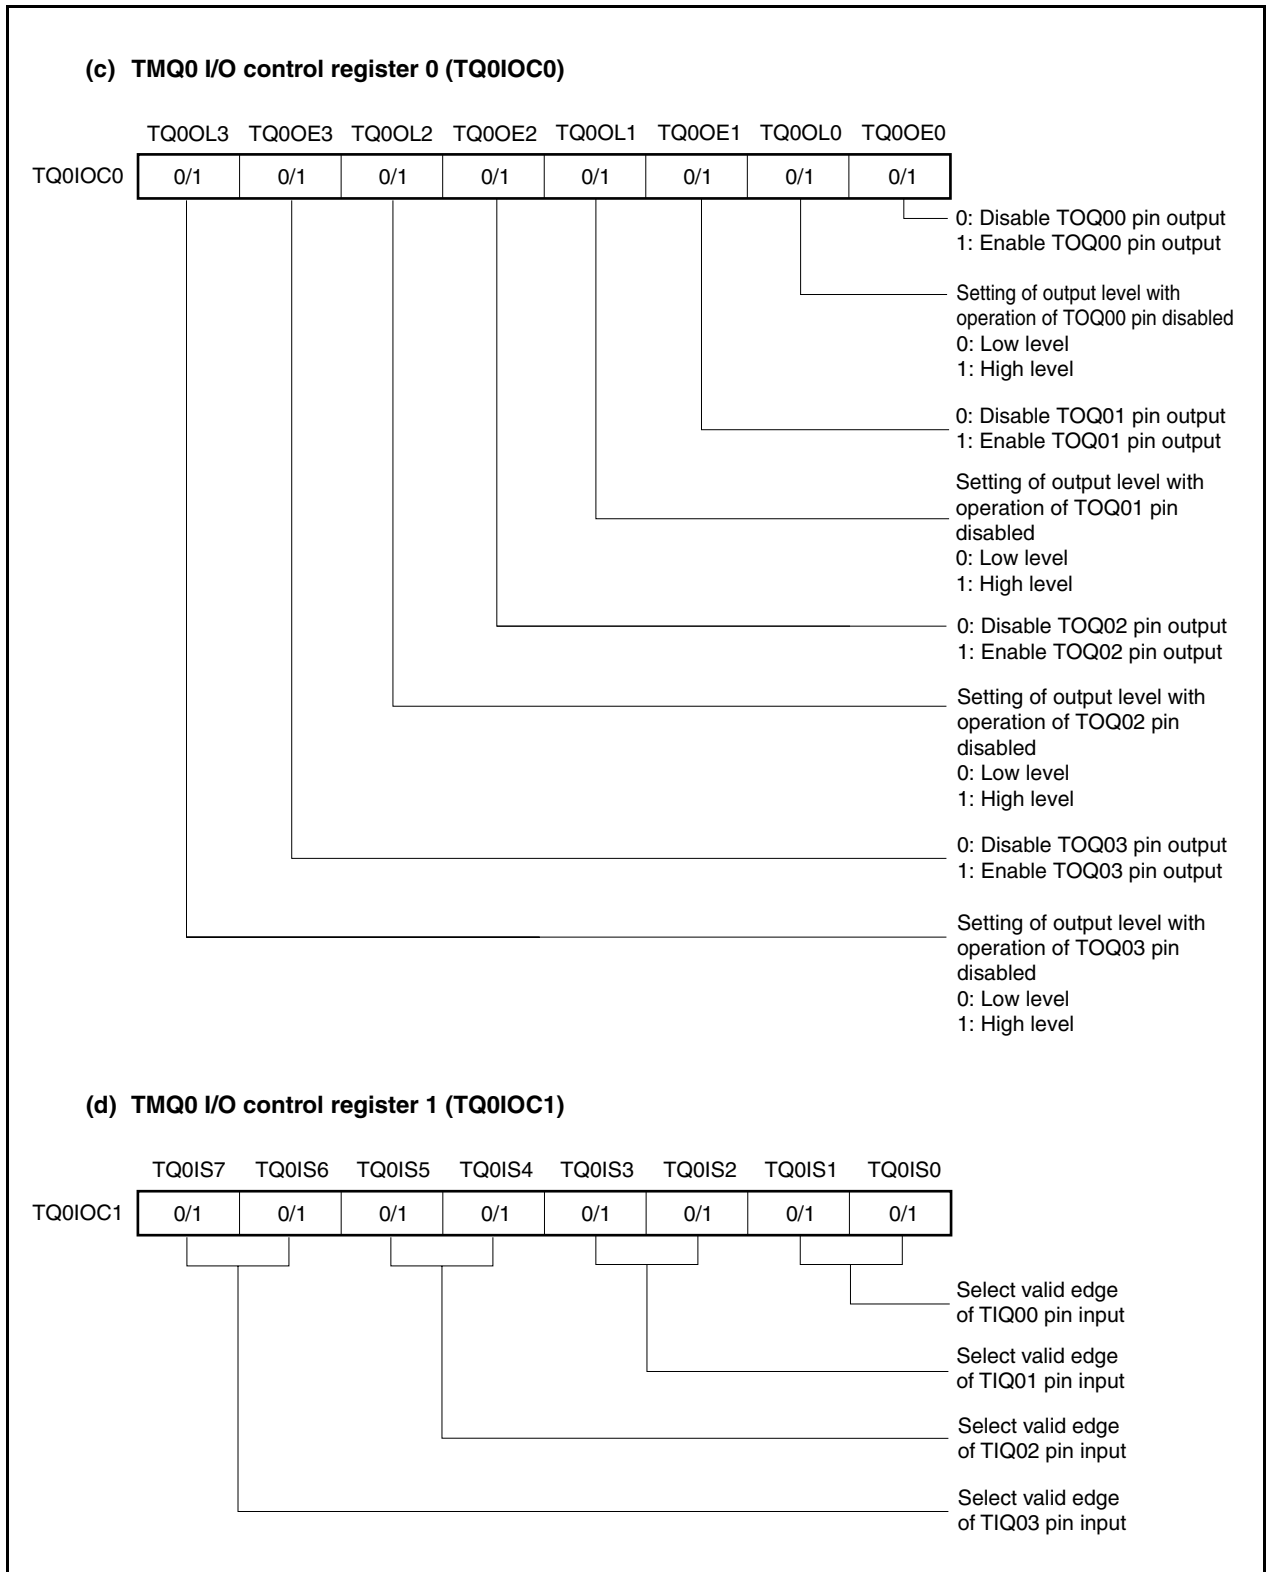 (c) TMQ0 I/O control register 0 (TQ0IOC0)
TQ0OL3 TQ0OE3 TQ0OL2 TQ0OE2 TQ0OL1 TQ0OE1 TQ0OL0 TQ0OE0
TQ0IOC0 0/1 0/1 0/1 0/1 0/1 0/1 0/1 0/1
0: Disable TOQ00 pin output
1: Enable TOQ00 pin output
Setting of output level with
operation of TOQ00 pin disabled
0: Low level
1: High level
0: Disable TOQ01 pin output
1: Enable TOQ01 pin output
Setting of output level with
operation of TOQ01 pin
disabled
0: Low level
1: High level
0: Disable TOQ02 pin output
1: Enable TOQ02 pin output
Setting of output level with
operation of TOQ02 pin
disabled
0: Low level
1: High level
0: Disable TOQ03 pin output
1: Enable TOQ03 pin output
Setting of output level with
operation of TOQ03 pin
disabled
0: Low level
1: High level
(d) TMQ0 I/O control register 1 (TQ0IOC1)
TQ0IS7 TQ0IS6 TQ0IS5 TQ0IS4 TQ0IS3 TQ0IS2 TQ0IS1 TQ0IS0
TQ0IOC1 0/1 0/1 0/1 0/1 0/1 0/1 0/1 0/1
Select valid edge
of TIQ00 pin input
Select valid edge
of TIQ01 pin input
Select valid edge
of TIQ02 pin input
Select valid edge
of TIQ03 pin input